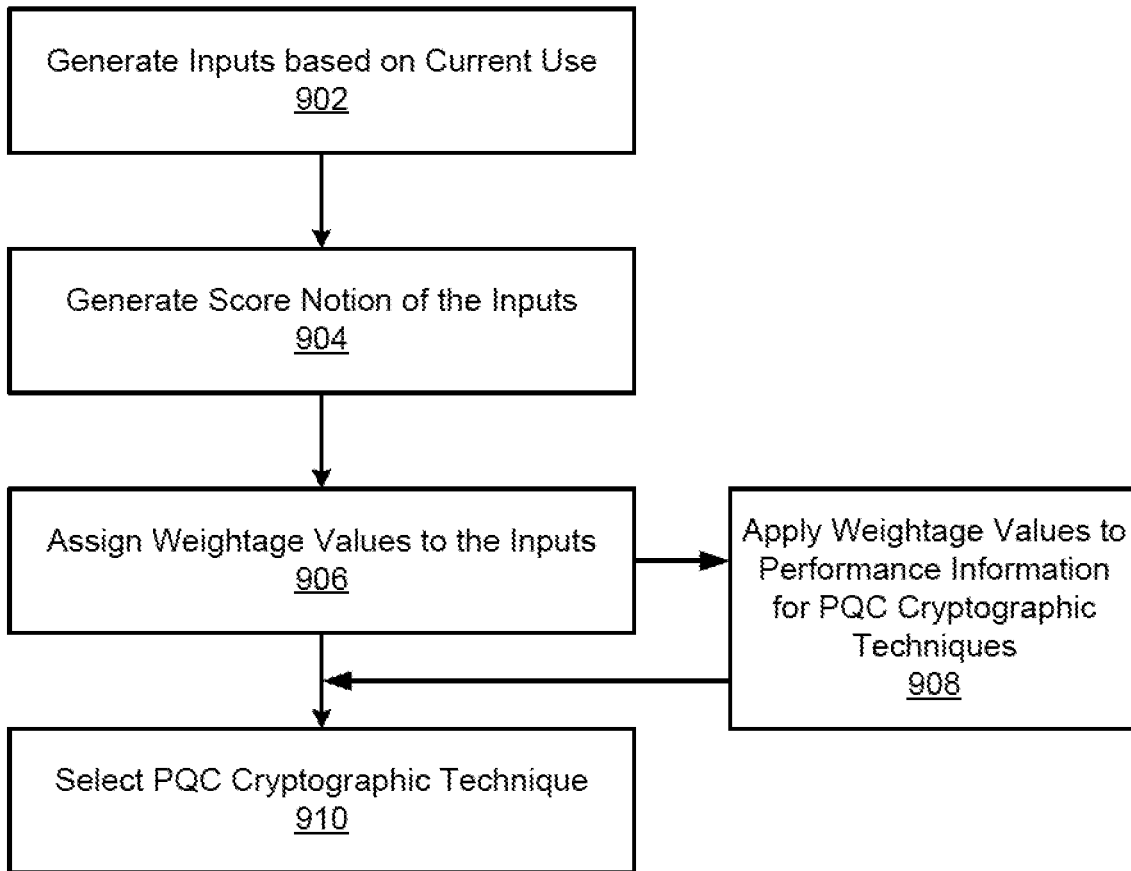 Generate Inputs based on Current Use
902
Generate Score Notion of the Inputs
904
Assign Weightage Values to the Inputs
906
Apply Weightage Values to
Performance Information
for PQC Cryptographic
Techniques
908
Select PQC Cryptographic Technique
910